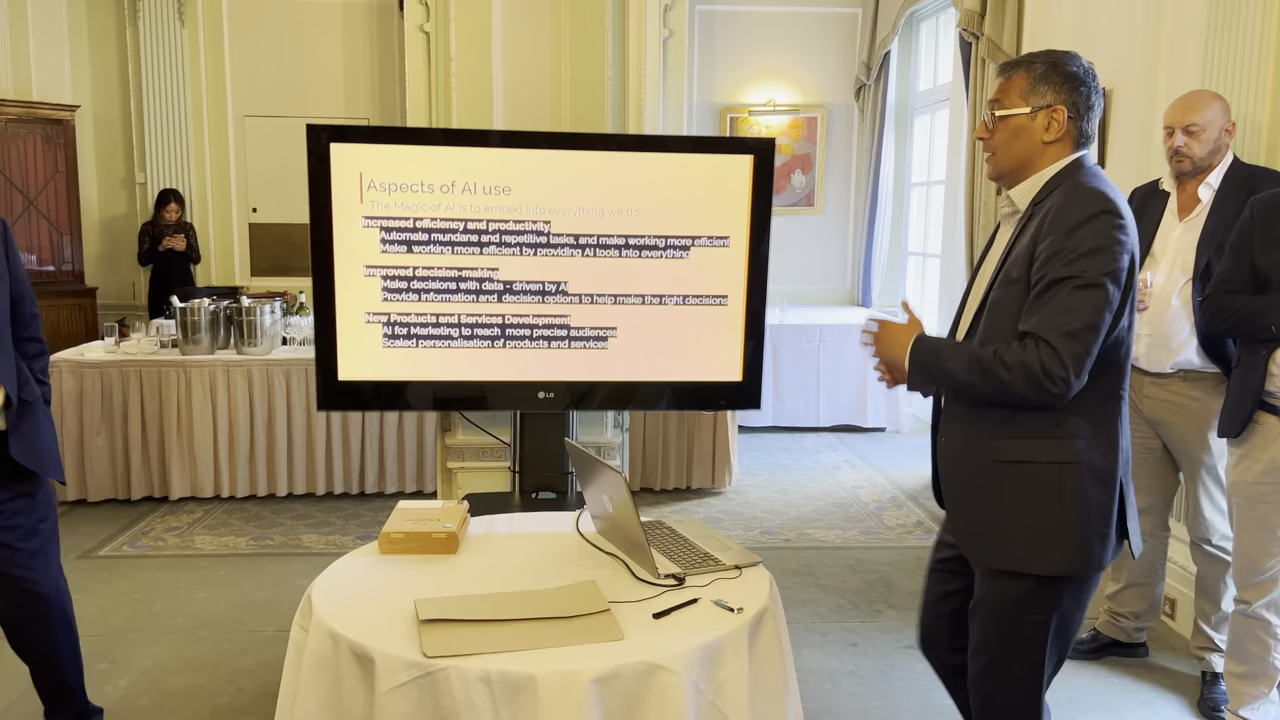 Aspects of AI use
The Magic of AI is to embed into everything we do
Increased efficiency and productivity.
Automate mundane and repetitive tasks, and make working more efficient
Make working more efficient by providing AI tools into everything
Improved decision-making
Make decisions with data - driven by AI
Provide information and decision options to help make the right decisions
New Products and Services Development
AI for Marketing to reach more precise audiences
Scaled personalisation of products and services
LG